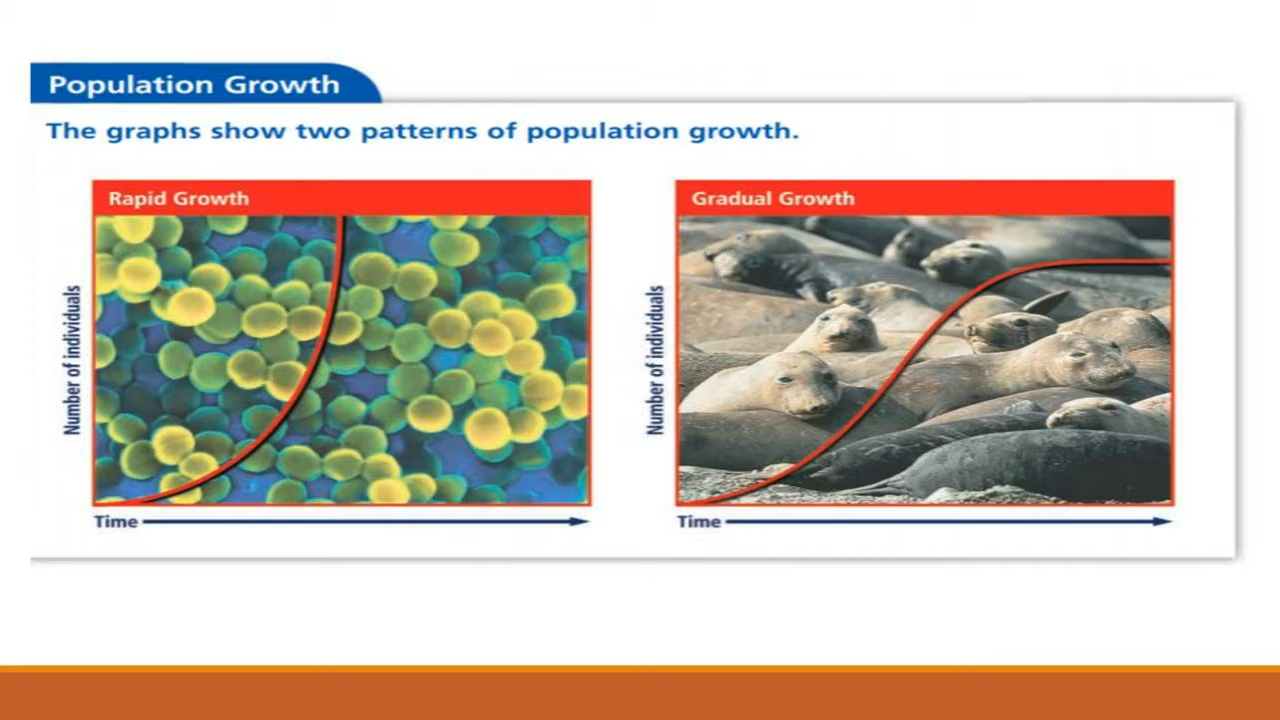 Population Growth
The graphs show two patterns of population growth.
Rapid Growth
Number of individuals
Time
Gradual Growth
Number of individuals
Time